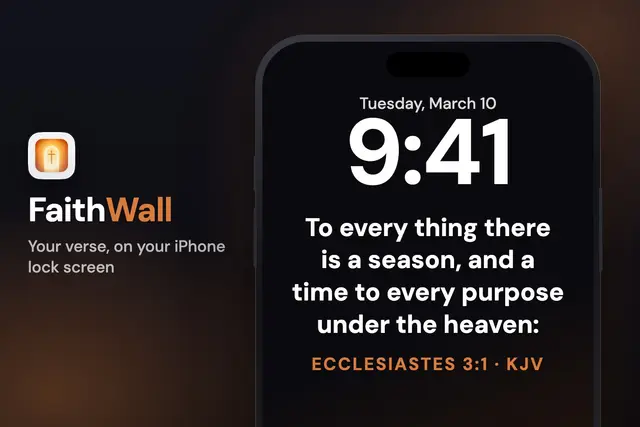 FaithWall
Your verse, on your iPhone
lock screen
Tuesday, March 10
9:41
To every thing there
is a season, and a
time to every purpose
under the heaven:
ECCLESIASTES 3:1 · KJV